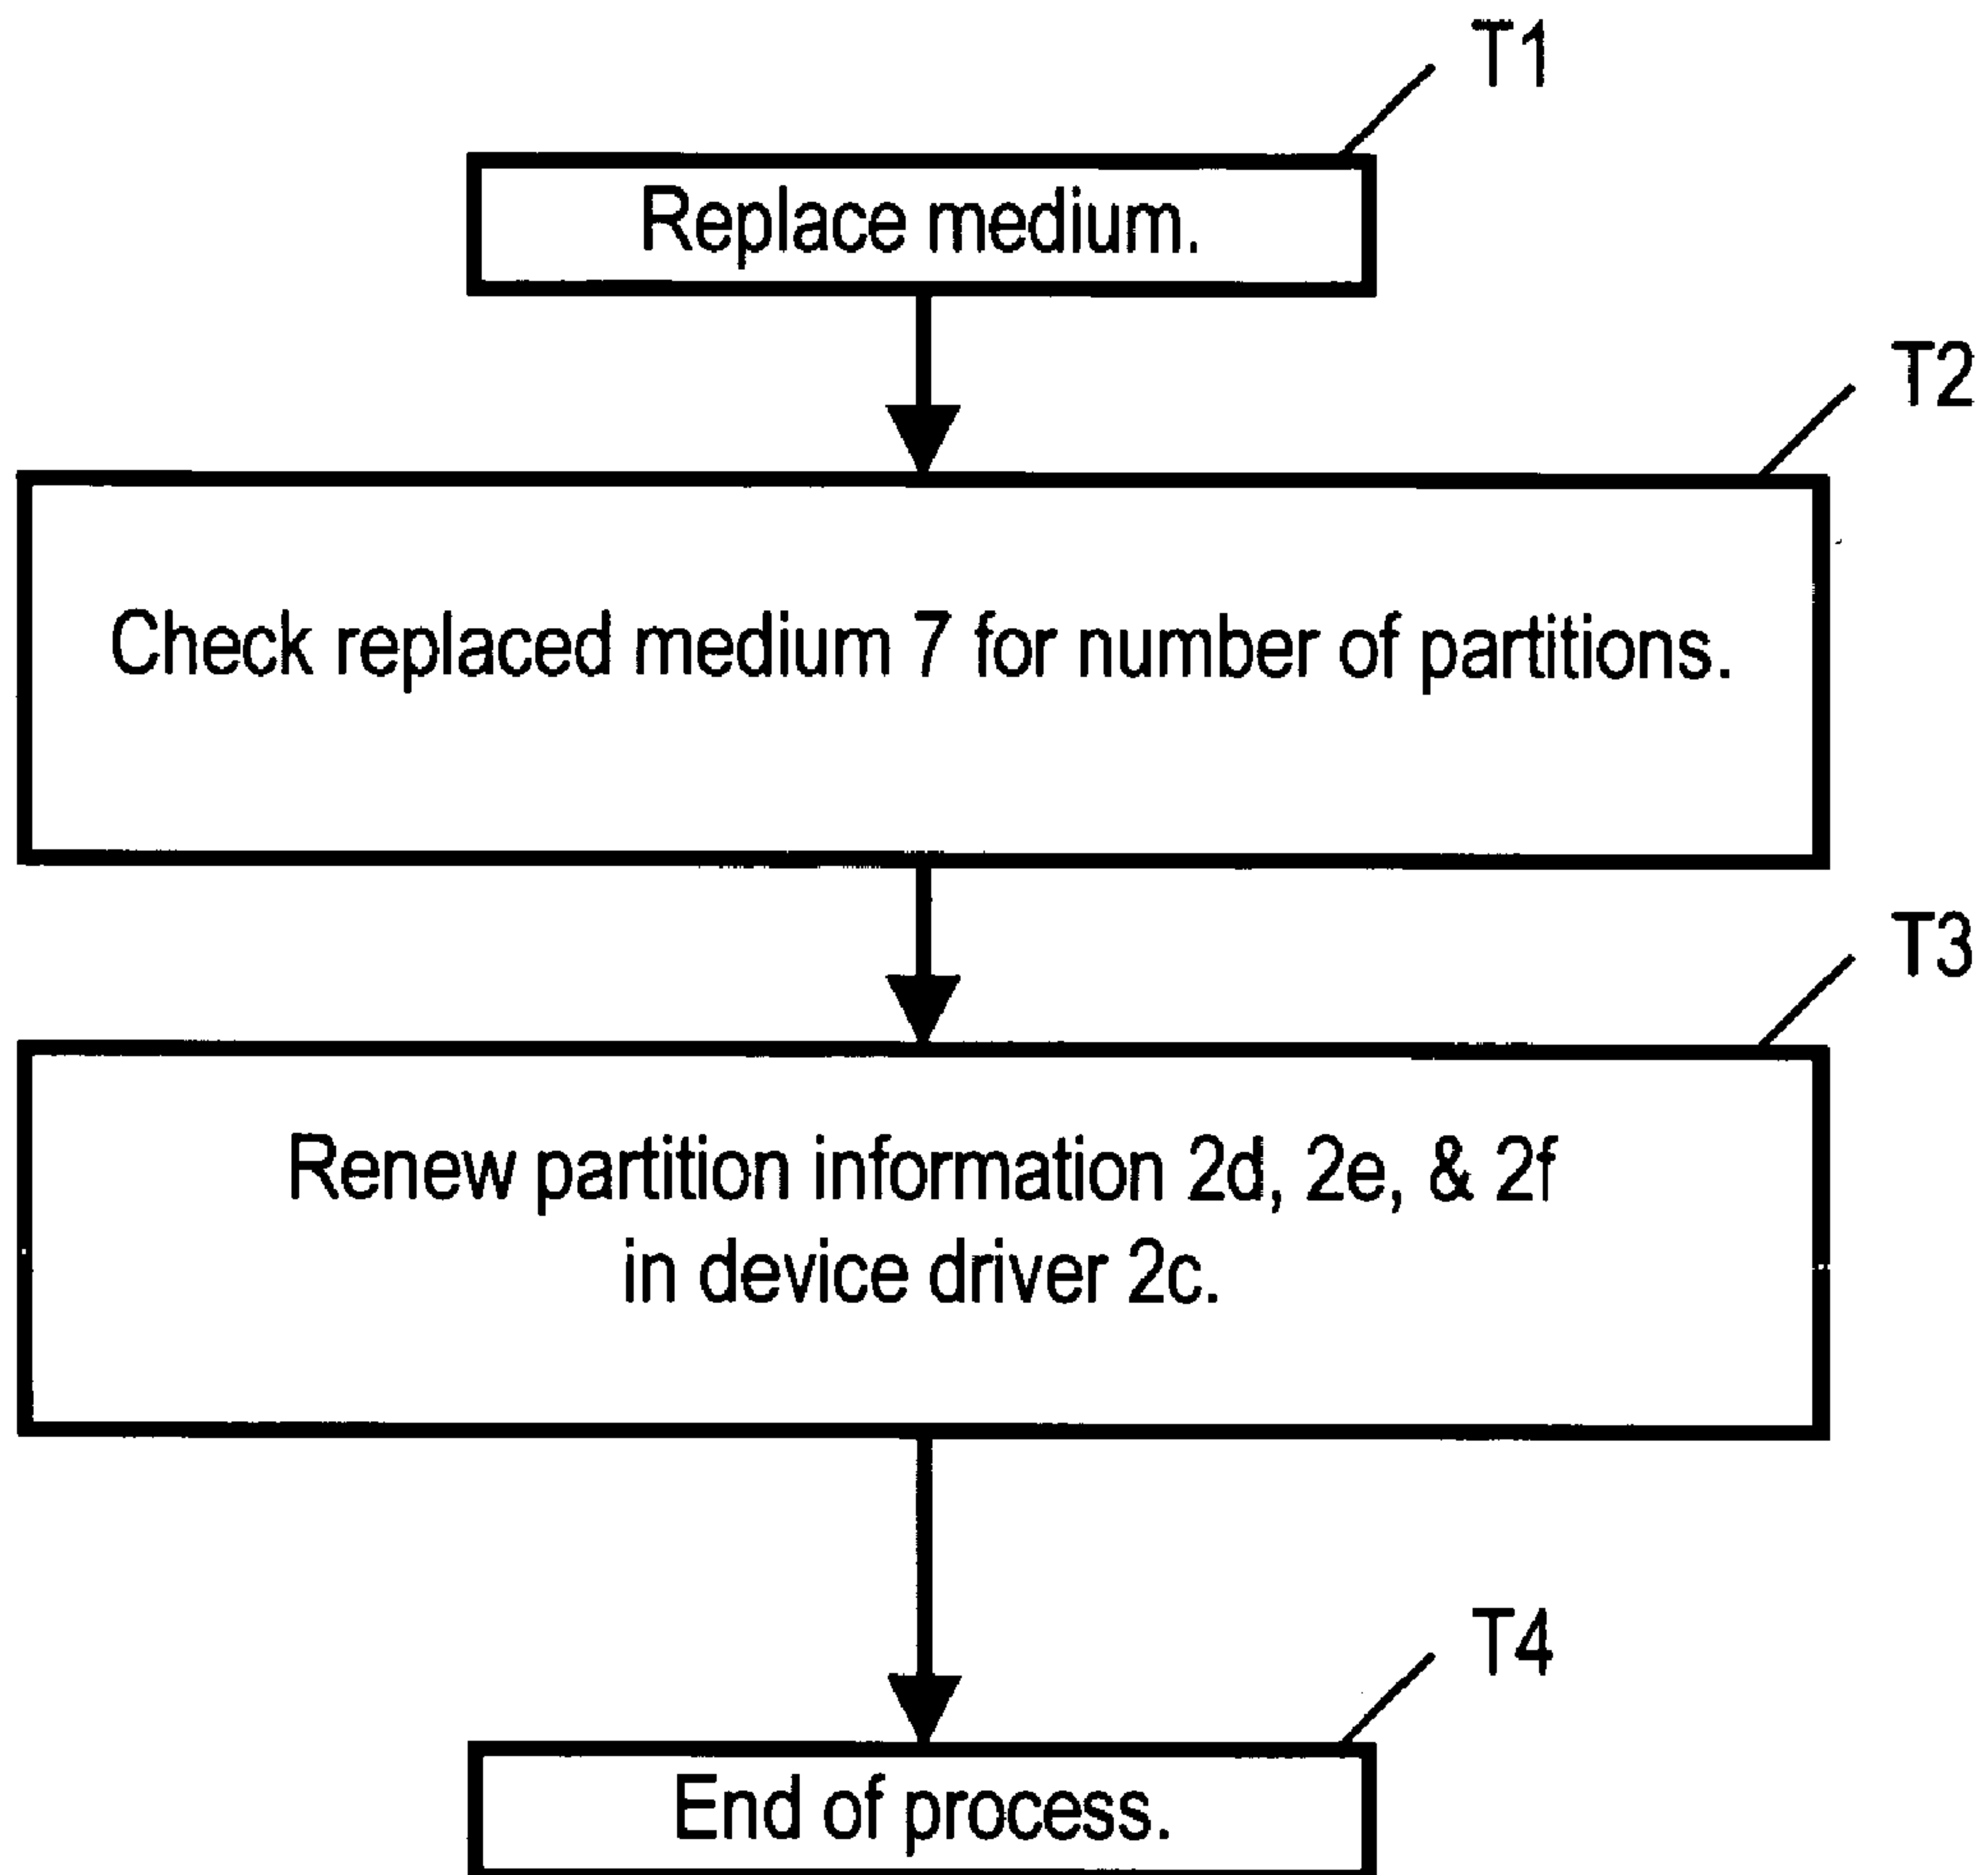 T1
Replace medium.
T2
Check replaced medium 7 for number of partitions.
T3
Renew partition information 2d, 2e, & 2f
in device driver 2c.
T4
End of process.